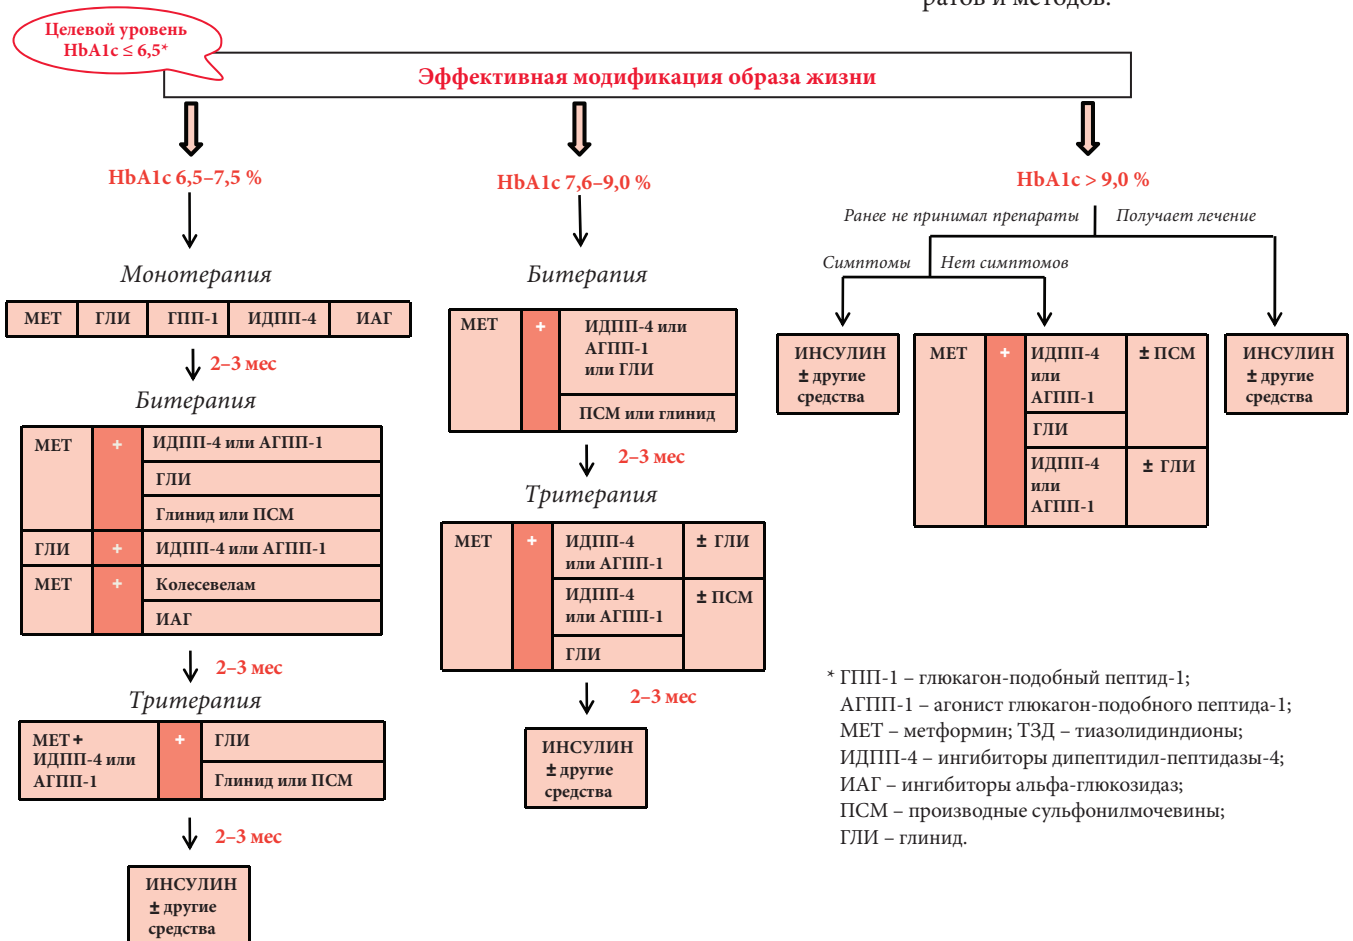 ратов и методов.
Целевой уровень
HbA1c ≤ 6,5*
Эффективная модификация образа жизни
HbA1c 6,5–7,5 %
Монотерапия
МЕТ ГЛИ ГПП-1 ИДПП-4 ИАГ
2–3 мес
Битерапия
МЕТ + ИДПП-4 или АГПП-1
ГЛИ
Глинид или ПСМ
ГЛИ + ИДПП-4 или АГПП-1
МЕТ + Колесевелам
ИАГ
2–3 мес
Тритерапия
МЕТ + + ГЛИ
ИДПП-4 или
АГПП-1
Глинид или ПСМ
2–3 мес
ИНСУЛИН
± другие
средства
HbA1c 7,6–9,0 %
Битерапия
МЕТ + ИДПП-4 или
АГПП-1
или ГЛИ
ПСМ или глинид
2–3 мес
Тритерапия
МЕТ + ИДПП-4 ± ГЛИ
или АГПП-1
ИДПП-4 ± ПСМ
или АГПП-1
ГЛИ
2–3 мес
ИНСУЛИН
± другие
средства
HbA1c > 9,0 %
Ранее не принимал препараты Получает лечение
Симптомы Нет симптомов
ИНСУЛИН
± другие
средства
МЕТ + ИДПП-4 ± ПСМ
или
АГПП-1
ГЛИ
ИДПП-4 ± ГЛИ
или
АГПП-1
ИНСУЛИН
± другие
средства
* ГПП-1 – глюкагон-подобный пептид-1;
АГПП-1 – агонист глюкагон-подобного пептида-1;
МЕТ – метформин; ТЗД – тиазолидиндионы;
ИДПП-4 – ингибиторы дипептидил-пептидазы-4;
ИАГ – ингибиторы альфа-глюкозидаз;
ПСМ – производные сульфонилмочевины;
ГЛИ – глинид.